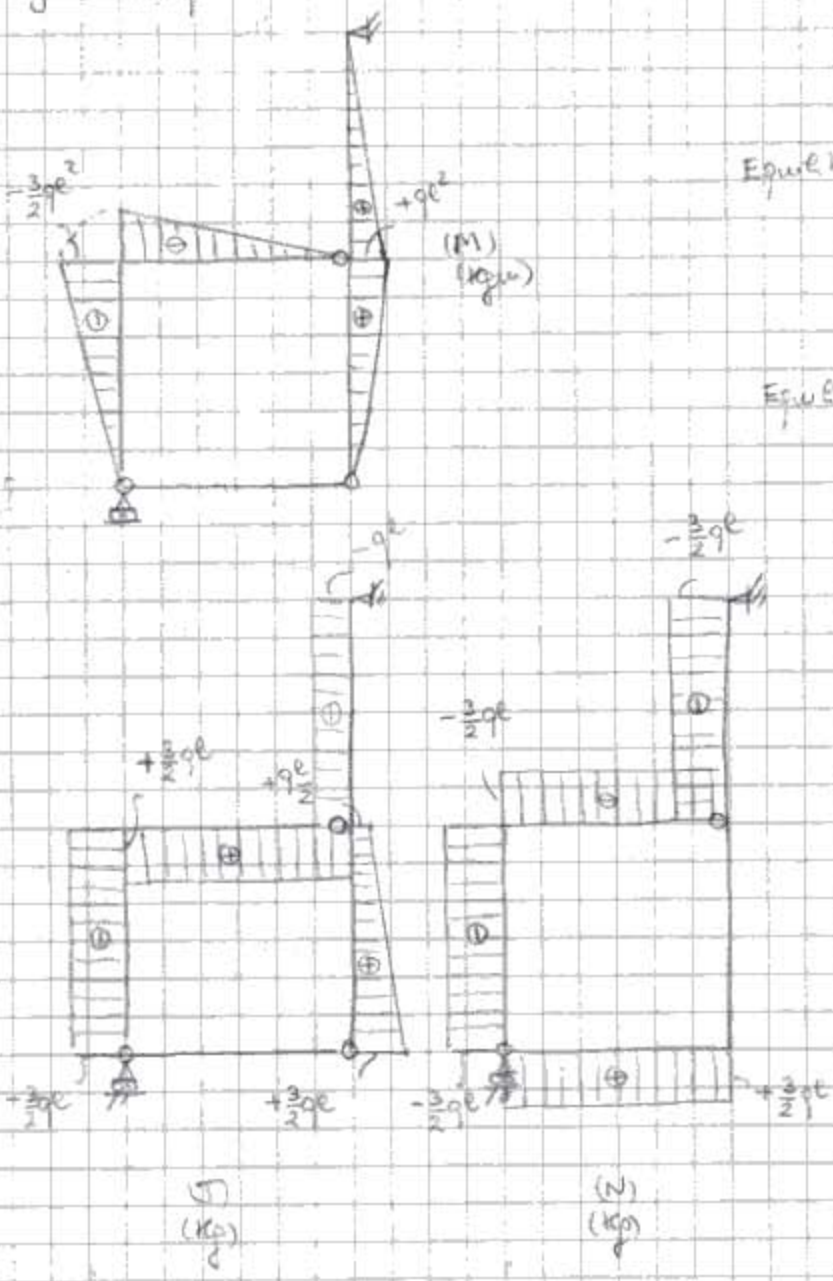 -3/2 ql²
+ql²
(M)
(Kgm)
⊖
⊕
⊖
⊕
-3/2 ql
-3/2 ql
+3/2 ql
+ql/2
⊖
⊖
⊖
⊕
⊖
⊖
⊕
⊕
+3/2 ql
-3/2 ql
+3/2 ql
(N)
(Kg)
(Kg)